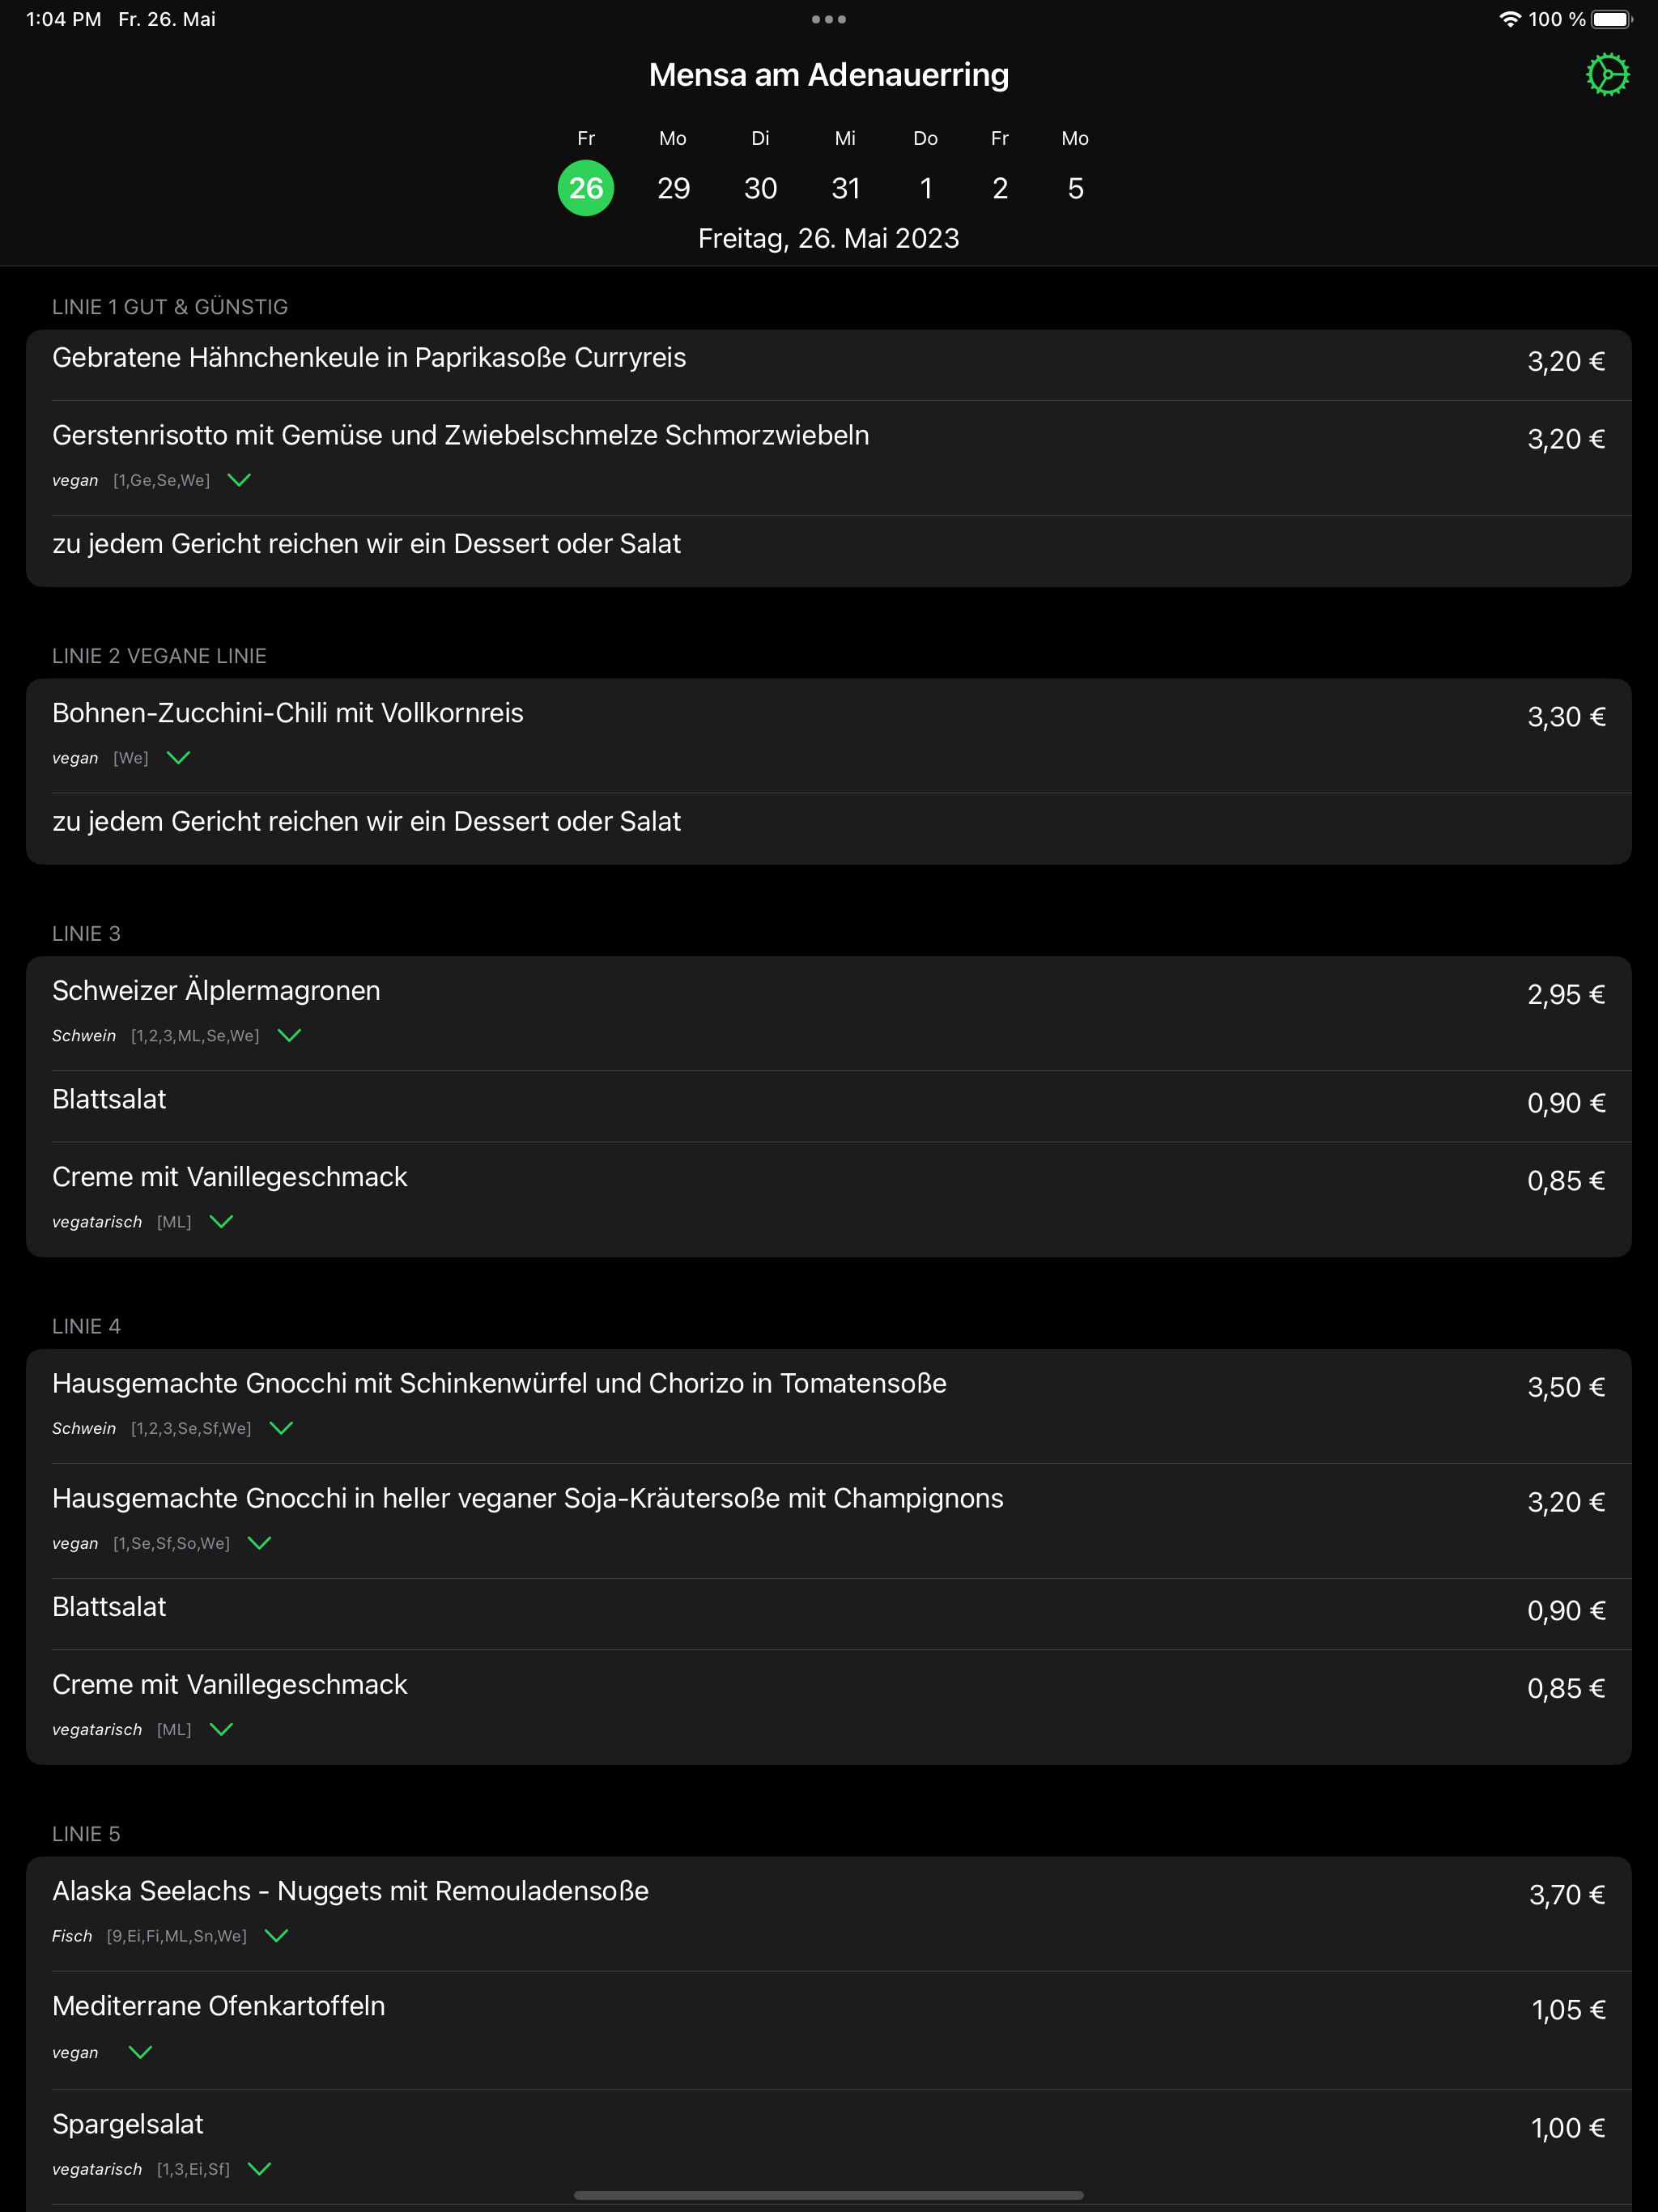 1:04 PM Fr. 26. Mai
100 %
Mensa am Adenauerring
Fr Mo Di Mi Do Fr Mo
26 29 30 31 1 2 5
Freitag, 26. Mai 2023
LINIE 1 GUT & GÜNSTIG
Gebratene Hähnchenkeule in Paprikasoße Curryreis 3,20 €
Gerstenrisotto mit Gemüse und Zwiebelschmelze Schmorzwiebeln 3,20 €
vegan [1,Ge,Se,We]
zu jedem Gericht reichen wir ein Dessert oder Salat
LINIE 2 VEGANE LINIE
Bohnen-Zucchini-Chili mit Vollkornreis 3,30 €
vegan [We]
zu jedem Gericht reichen wir ein Dessert oder Salat
LINIE 3
Schweizer Älplermagronen 2,95 €
Schwein [1,2,3,ML,Se,We]
Blattsalat 0,90 €
Creme mit Vanillegeschmack 0,85 €
vegatarisch [ML]
LINIE 4
Hausgemachte Gnocchi mit Schinkenwürfel und Chorizo in Tomatensoße 3,50 €
Schwein [1,2,3,Se,Sf,We]
Hausgemachte Gnocchi in heller veganer Soja-Kräutersoße mit Champignons 3,20 €
vegan [1,Se,Sf,So,We]
Blattsalat 0,90 €
Creme mit Vanillegeschmack 0,85 €
vegatarisch [ML]
LINIE 5
Alaska Seelachs - Nuggets mit Remouladensoße 3,70 €
Fisch [9,Ei,Fi,ML,Sn,We]
Mediterrane Ofenkartoffeln 1,05 €
vegan
Spargelsalat 1,00 €
vegatarisch [1,3,Ei,Sf]